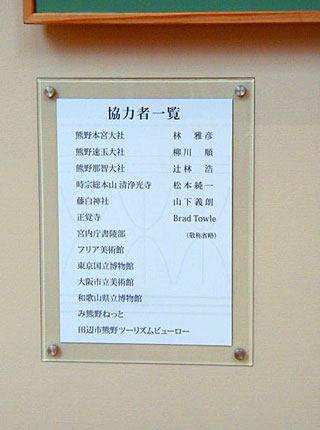 協力者一覧
熊野本宮大社 林 雅彦
熊野速玉大社 柳川 順
熊野那智大社 辻林 浩
時宗総本山 清浄光寺 松本純一
藤白神社 山下義朗
正覚寺 Brad Towle
宮内庁書陵部 (敬称省略)
フリア美術館
東京国立博物館
大阪市立美術館
和歌山県立博物館
み熊野ねっと
田辺市熊野ツーリズムビューロー